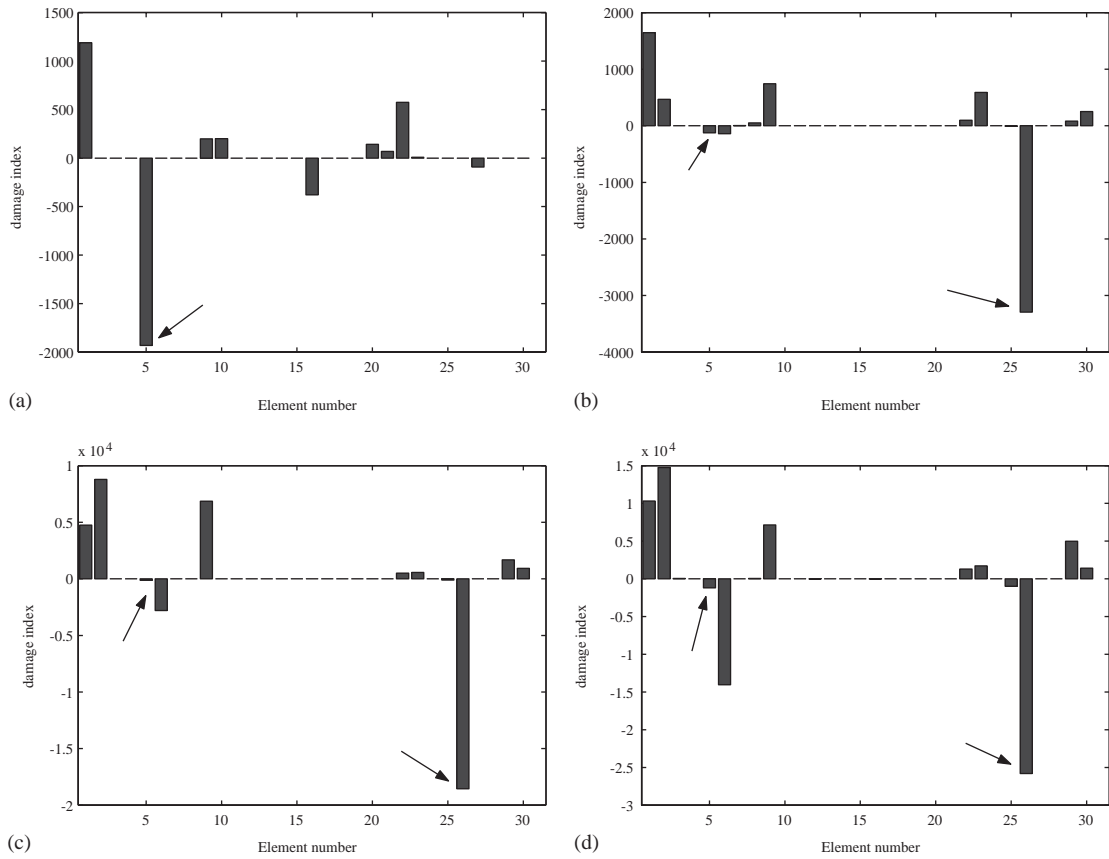 1500
1000
500
0
-500
-1000
-1500
-2000
damage index
5 10 15 20 25 30
Element number
(a)
2000
1000
0
-1000
-2000
-3000
-4000
damage index
5 10 15 20 25 30
Element number
(b)
x 10^4
1
0.5
0
-0.5
-1
-1.5
-2
damage index
5 10 15 20 25 30
Element number
(c)
x 10^4
1.5
1
0.5
0
-0.5
-1
-1.5
-2
-2.5
-3
damage index
5 10 15 20 25 30
Element number
(d)